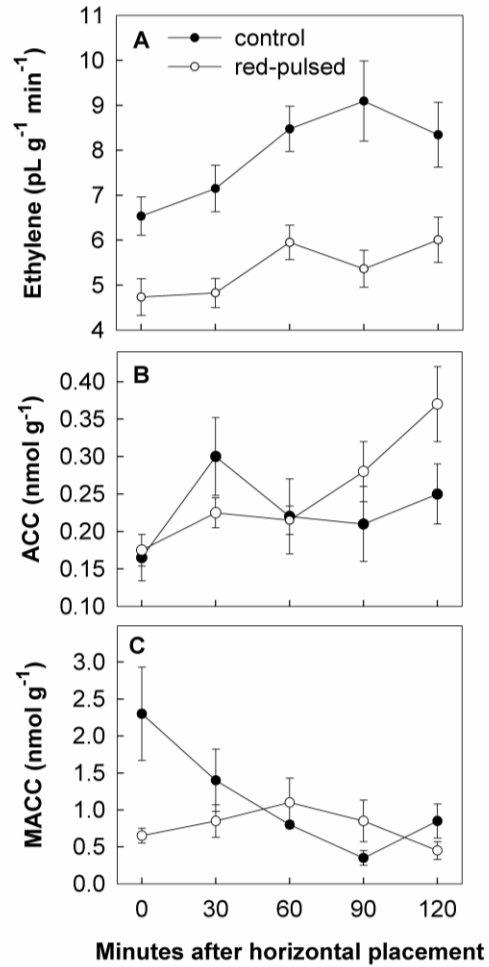 A
control
red-pulsed
Ethylene (pL g⁻¹ min⁻¹)
11
10
9
8
7
6
5
4
B
ACC (nmol g⁻¹)
0.40
0.35
0.30
0.25
0.20
0.15
0.10
C
MACC (nmol g⁻¹)
3.0
2.5
2.0
1.5
1.0
0.5
0.0
0 30 60 90 120
Minutes after horizontal placement